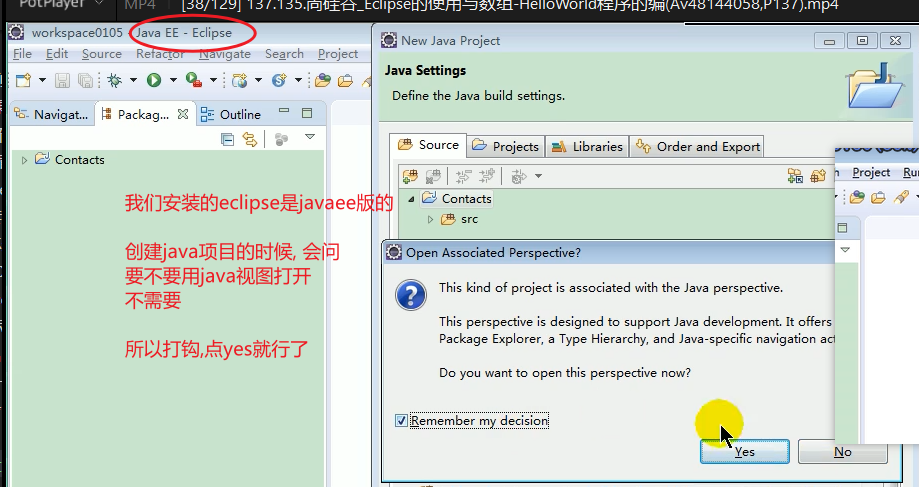 PotPlayer
MP4
[38/129] 137.135.尚硅谷_Eclipse的使用与数组-HelloWorld程序的编(Av48144058,P137).mp4
workspace0105 - Java EE - Eclipse
File Edit Source Refactor Navigate Search Project
Navigat...
Packag...
Outline
Contacts
我们安装的eclipse是javaee版的
创建java项目的时候, 会问
要不要用java视图打开
不需要
所以打钩,点yes就行了
New Java Project
Java Settings
Define the Java build settings.
Source
Projects
Libraries
Order and Export
Contacts
src
Project
Open Associated Perspective?
This kind of project is associated with the Java perspective.
This perspective is designed to support Java development. It offers
Package Explorer, a Type Hierarchy, and Java-specific navigation
Do you want to open this perspective now?
Remember my decision
Yes
No